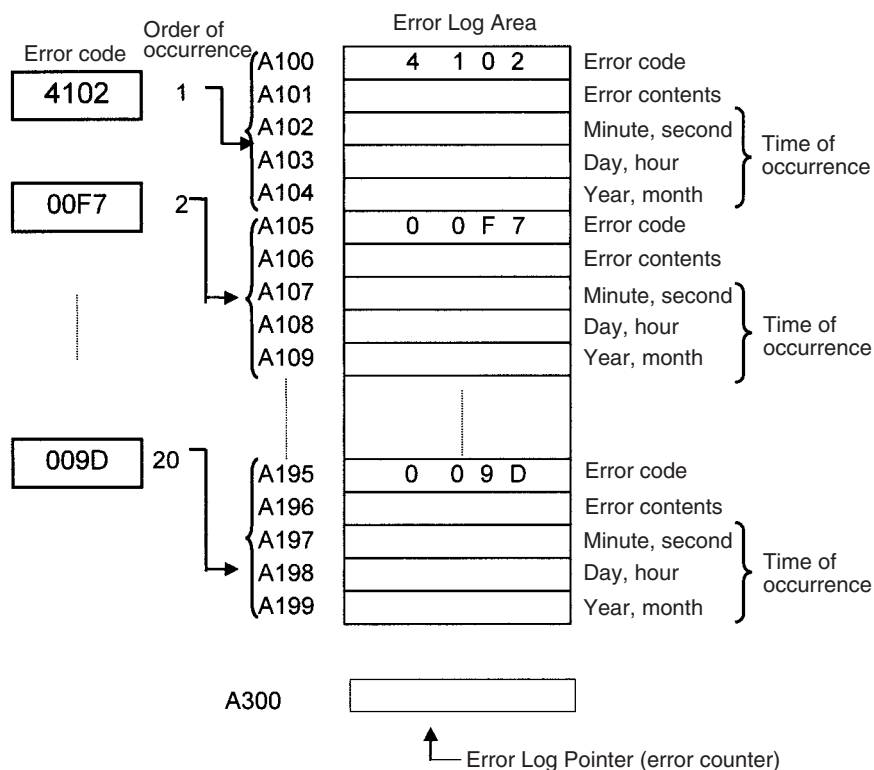 Error Log Area
Order of
occurrence
Error code
4102
1
A100
4 1 0 2
Error code
A101
Error contents
A102
Minute, second
A103
Day, hour
A104
Year, month
Time of
occurrence
00F7
2
A105
0 0 F 7
Error code
A106
Error contents
A107
Minute, second
A108
Day, hour
A109
Year, month
Time of
occurrence
009D
20
A195
0 0 9 D
Error code
A196
Error contents
A197
Minute, second
A198
Day, hour
A199
Year, month
Time of
occurrence
A300
Error Log Pointer (error counter)